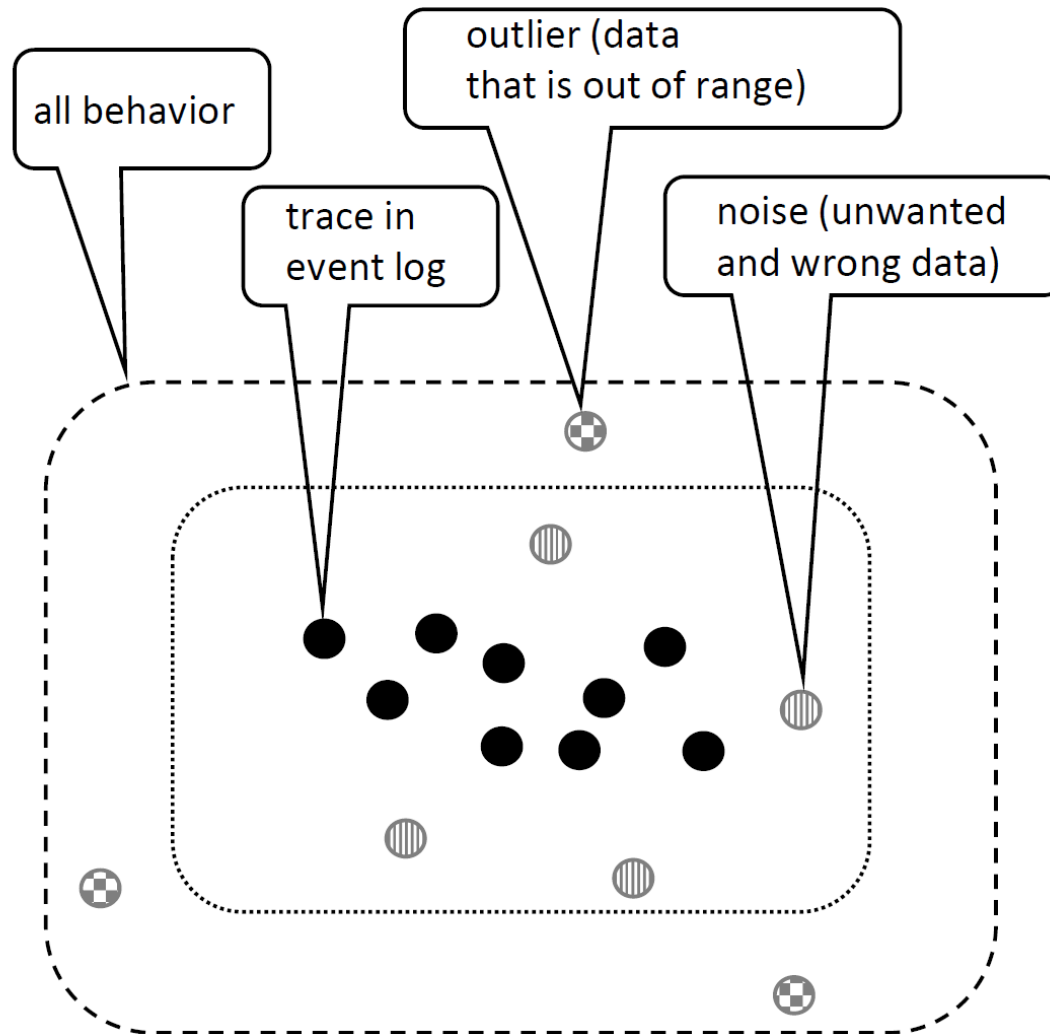 outlier (data
that is out of range)
all behavior
trace in
event log
noise (unwanted
and wrong data)